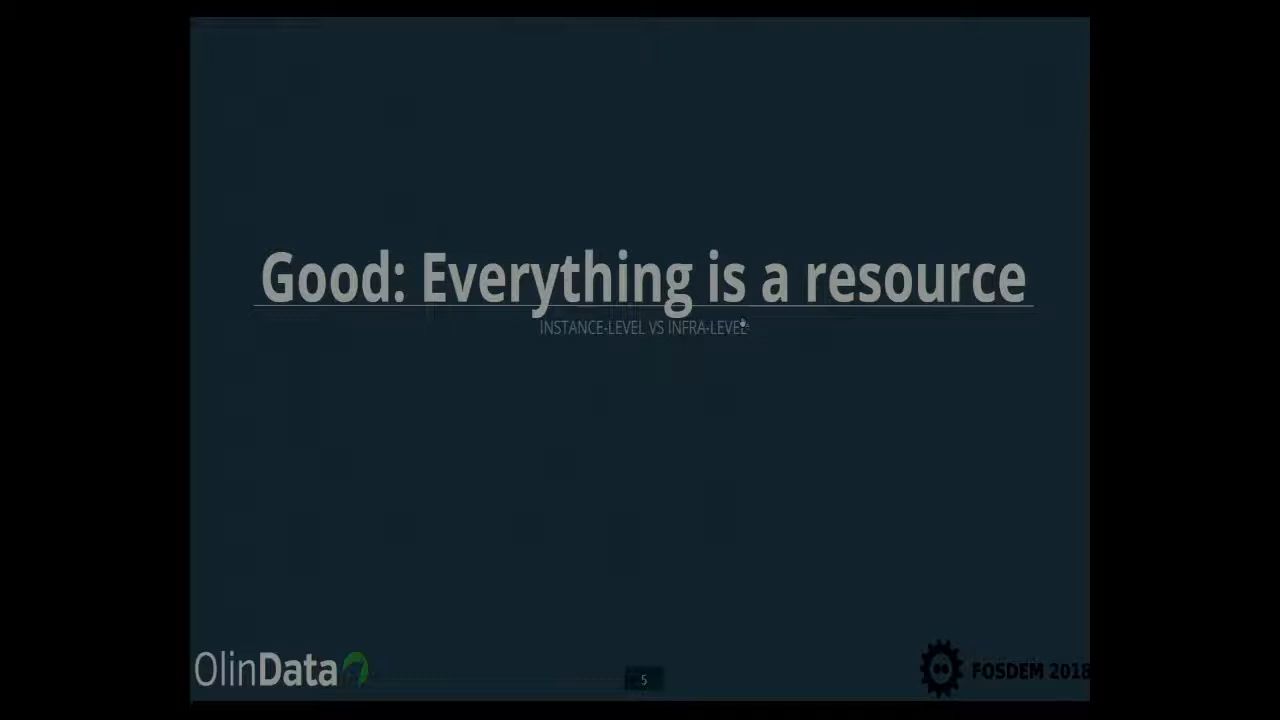 Good: Everything is a resource
INSTANCE-LEVEL VS INFRA-LEVEL
OlinData
5
FOSDEM 2018